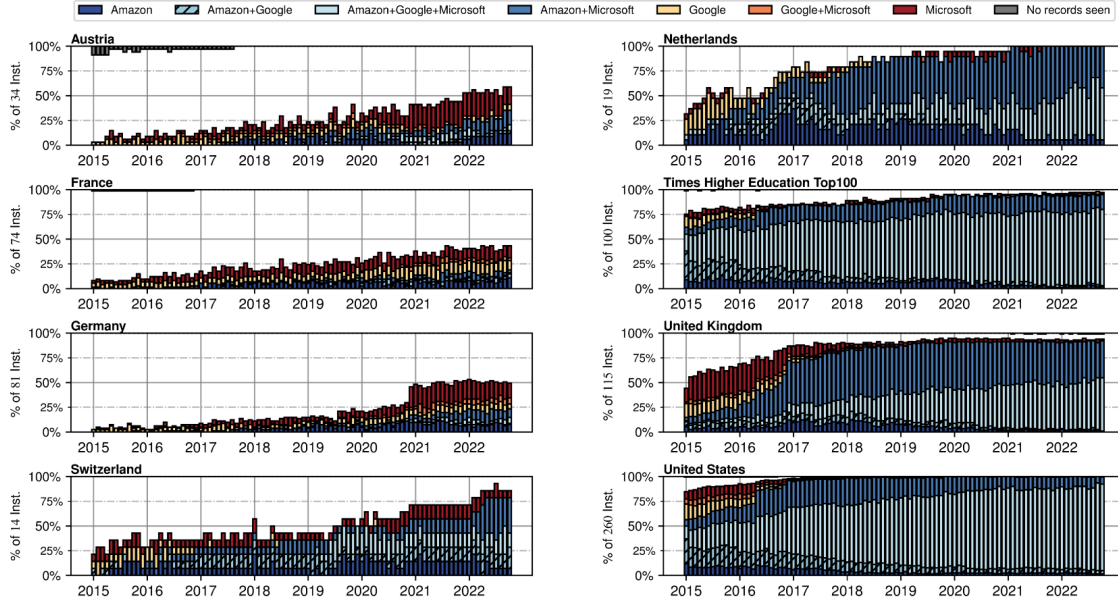 Amazon Amazon+Google Amazon+Google+Microsoft Amazon+Microsoft Google Google+Microsoft Microsoft No records seen
Austria
% of 34 Inst.
100%
75%
50%
25%
0%
2015 2016 2017 2018 2019 2020 2021 2022
Netherlands
% of 19 Inst.
100%
75%
50%
25%
0%
2015 2016 2017 2018 2019 2020 2021 2022
France
% of 74 Inst.
100%
75%
50%
25%
0%
2015 2016 2017 2018 2019 2020 2021 2022
Times Higher Education Top100
% of 100 Inst.
100%
75%
50%
25%
0%
2015 2016 2017 2018 2019 2020 2021 2022
Germany
% of 81 Inst.
100%
75%
50%
25%
0%
2015 2016 2017 2018 2019 2020 2021 2022
United Kingdom
% of 115 Inst.
100%
75%
50%
25%
0%
2015 2016 2017 2018 2019 2020 2021 2022
Switzerland
% of 14 Inst.
100%
75%
50%
25%
0%
2015 2016 2017 2018 2019 2020 2021 2022
United States
% of 260 Inst.
100%
75%
50%
25%
0%
2015 2016 2017 2018 2019 2020 2021 2022